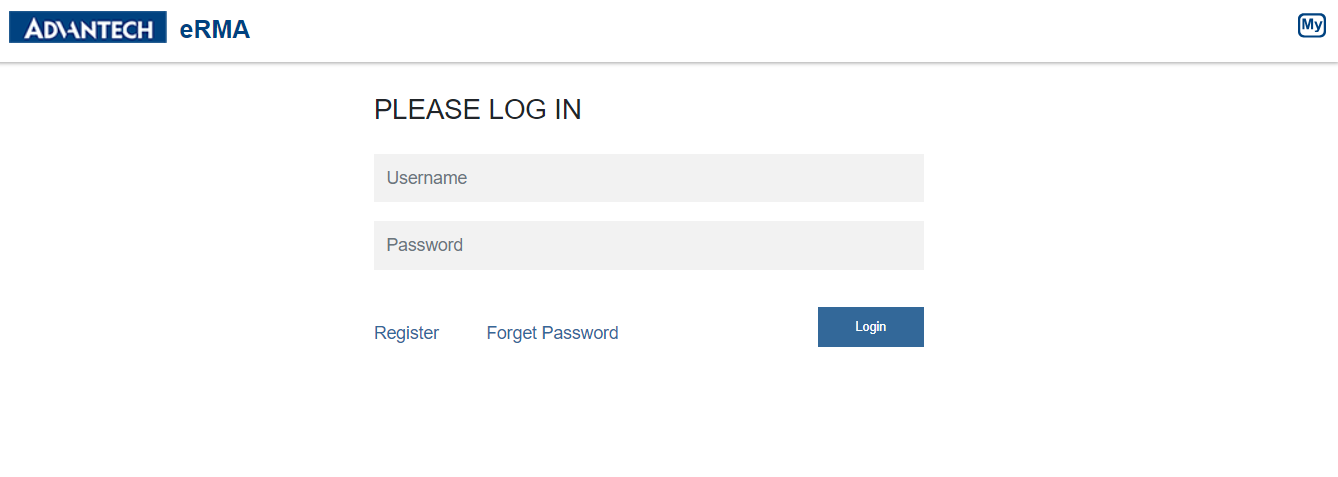 ADVANTECH eRMA My
PLEASE LOG IN
Username
Password
Register Forget Password Login